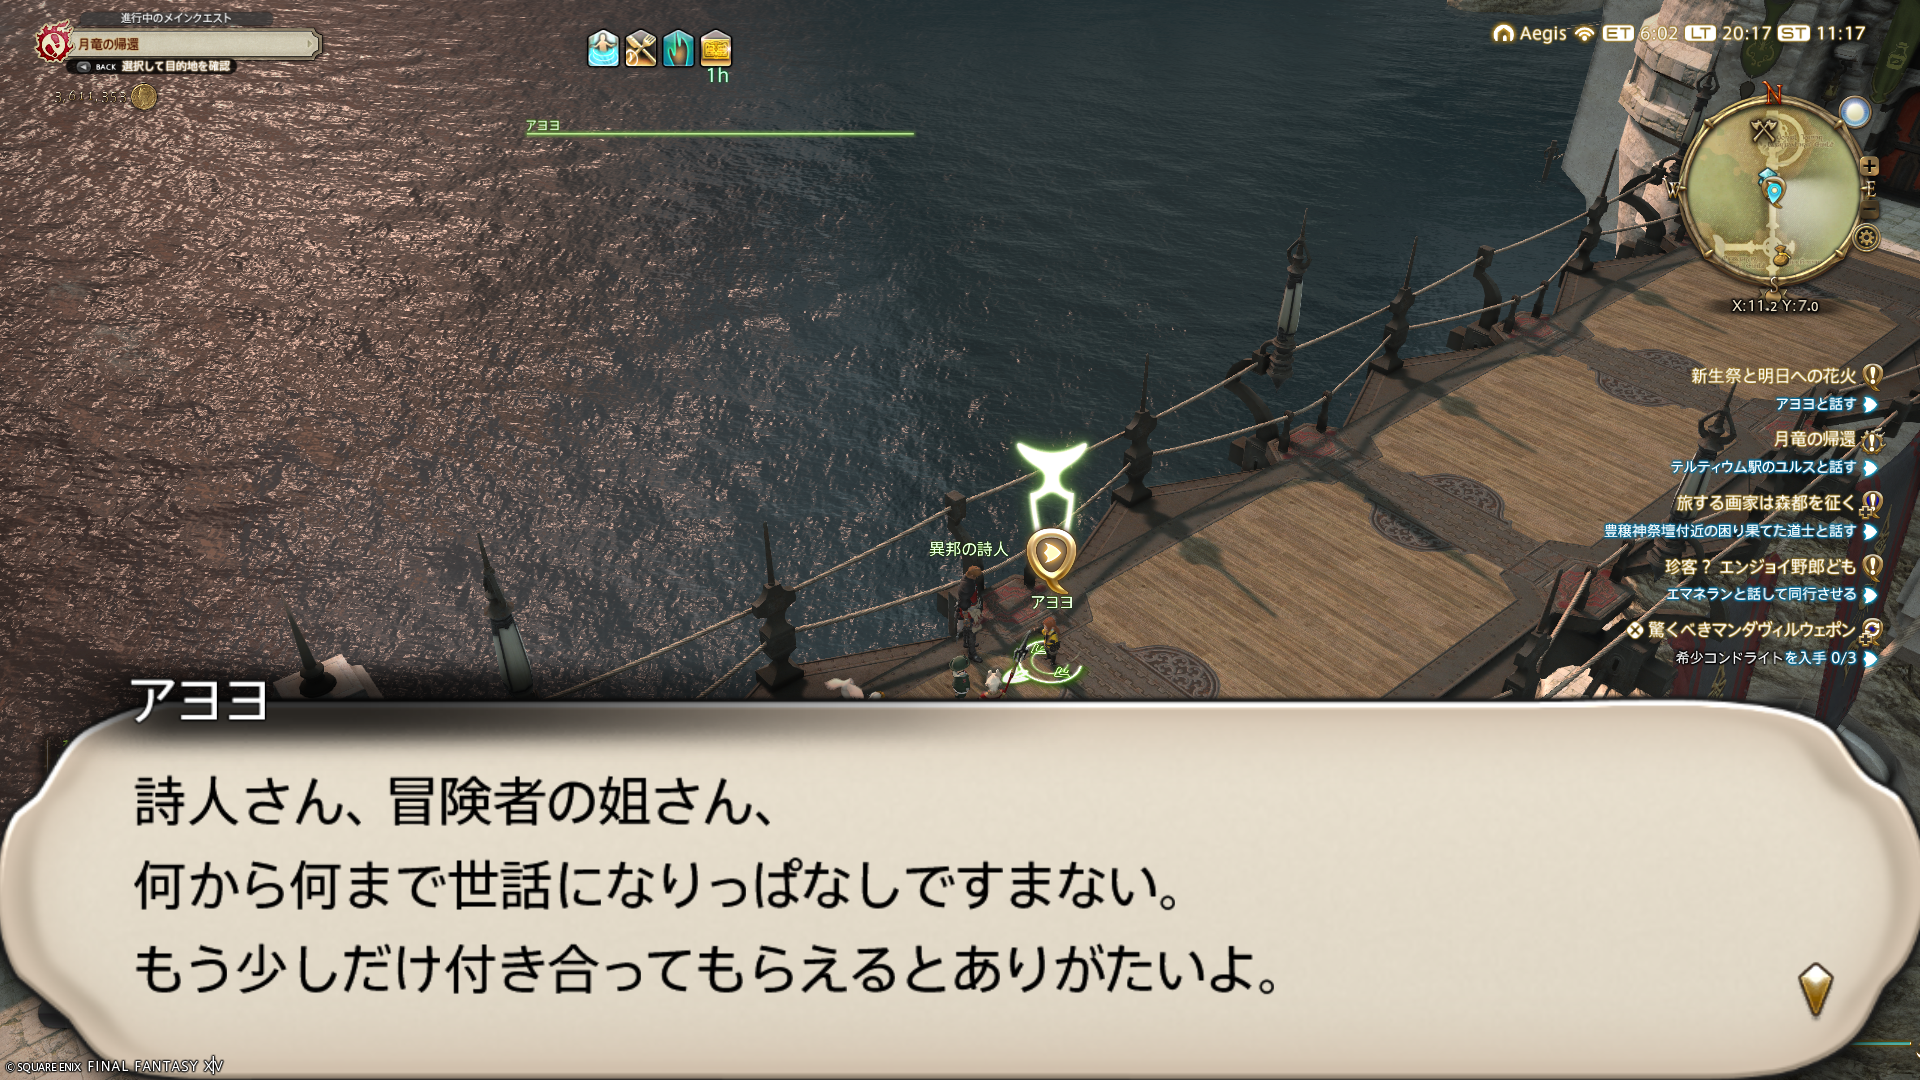 進行中のメインクエスト
月竜の帰還
BACK 選択して目的地を確認
3,611,353
1h
アヨヨ
Aegis ET 6:02 LT 20:17 ST 11:17
N
W
E
S
X:11.2 Y:7.0
新生祭と明日への花火
アヨヨと話す
月竜の帰還
テルティウム駅のユルスと話す
旅する画家は森都を征く
豊穣神祭壇付近の困り果てた道士と話す
珍客？ エンジョイ野郎ども
エマネランと話して同行させる
驚くべきマンダヴィルウェポン
希少コンドライトを入手 0/3
異邦の詩人
アヨヨ
アヨヨ
詩人さん、冒険者の姐さん、
何から何まで世話になりっぱなしですまない。
もう少しだけ付き合ってもらえるとありがたいよ。
© SQUARE ENIX FINAL FANTASY XIV